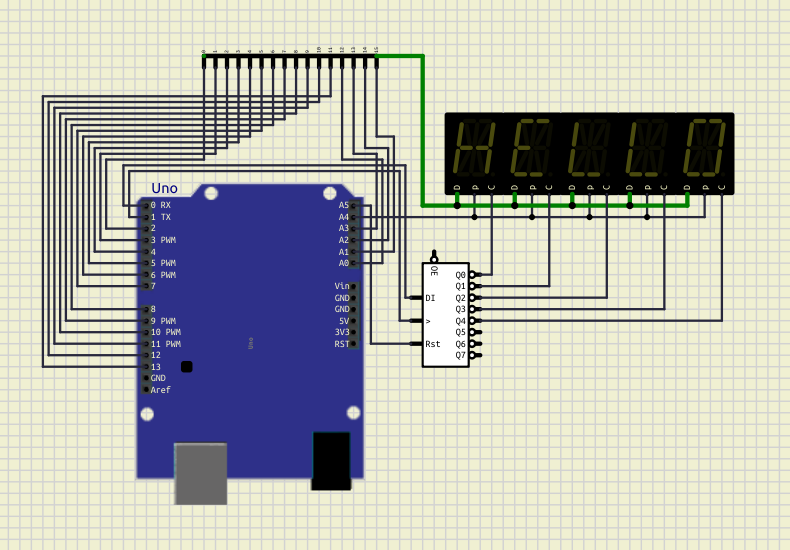 0 1 2 3 4 5 6 7 8 9 10 11 12 13 14 15
HELLO
D P C D P C D P C D P C D P C
Uno
0 RX A5
1 TX A4
2 A3
3 PWM A2
4 A1
5 PWM A0
6 PWM
7 Vin
GND
8 GND
9 PWM 5V
10 PWM 3V3
11 PWM RST
12
13
GND
Aref
Uno
OE
Q0
Q1
DI Q2
Q3
> Q4
Q5
Rst Q6
Q7